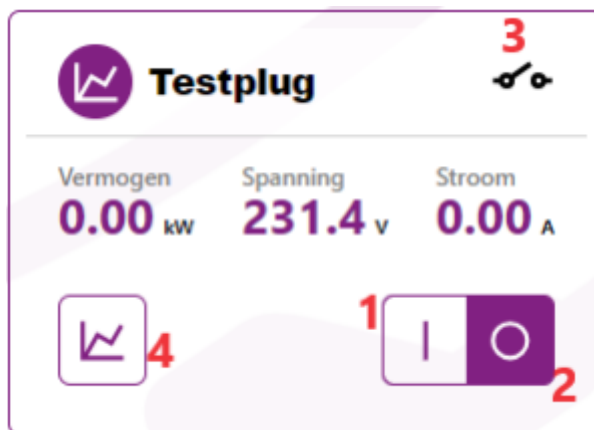 3
Testplug
Vermogen Spanning Stroom
0.00 kW 231.4 V 0.00 A
4 1 2